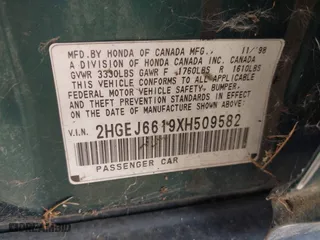 MFD. BY HONDA OF CANADA MFG., 11/'98
A DIVISION OF HONDA CANADA INC. CANADA
GVWR 3330LBS GAWR F 1760LBS R 1610LBS
THIS VEHICLE CONFORMS TO ALL APPLICABLE
FEDERAL MOTOR VEHICLE SAFETY, BUMPER,
AND THEFT PREVENTION STANDARDS IN EFFECT
ON THE DATE OF MANUFACTURE SHOWN ABOVE.
V.I.N. 2HGEJ6619XH509582
PASSENGER CAR